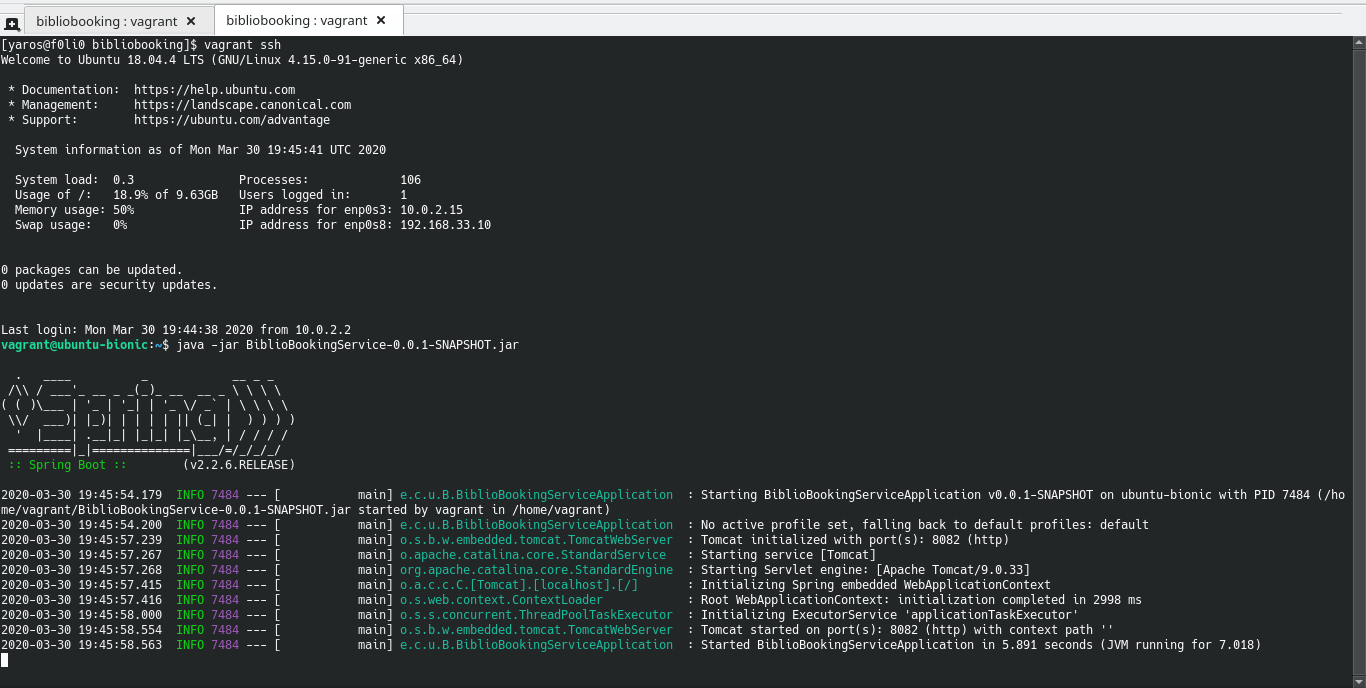 bibliobooking : vagrant ✕ bibliobooking : vagrant ✕
[yaros@f0li0 bibliobooking]$ vagrant ssh
Welcome to Ubuntu 18.04.4 LTS (GNU/Linux 4.15.0-91-generic x86_64)
 * Documentation:  https://help.ubuntu.com
 * Management:     https://landscape.canonical.com
 * Support:        https://ubuntu.com/advantage
  System information as of Mon Mar 30 19:45:41 UTC 2020
  System load:  0.3               Processes:             106
  Usage of /:   18.9% of 9.63GB   Users logged in:       1
  Memory usage: 50%               IP address for enp0s3: 10.0.2.15
  Swap usage:   0%                IP address for enp0s8: 192.168.33.10
0 packages can be updated.
0 updates are security updates.
Last login: Mon Mar 30 19:44:38 2020 from 10.0.2.2
vagrant@ubuntu-bionic:~$ java -jar BiblioBookingService-0.0.1-SNAPSHOT.jar
  .   ____          _            __ _ _
 /\\ / ___'_ __ _ _(_)_ __  __ _ \ \ \ \
( ( )\___ | '_ | '_| | '_ \/ _` | \ \ \ \
 \\/  ___)| |_)| | | | | || (_| |  ) ) ) )
  '  |____| .__|_| |_|_| |_\__, | / / / /
 =========|_|==============|___/=/_/_/_/
 :: Spring Boot ::        (v2.2.6.RELEASE)
2020-03-30 19:45:54.179  INFO 7484 --- [           main] e.c.u.B.BiblioBookingServiceApplication  : Starting BiblioBookingServiceApplication v0.0.1-SNAPSHOT on ubuntu-bionic with PID 7484 (/ho
me/vagrant/BiblioBookingService-0.0.1-SNAPSHOT.jar started by vagrant in /home/vagrant)
2020-03-30 19:45:54.200  INFO 7484 --- [           main] e.c.u.B.BiblioBookingServiceApplication  : No active profile set, falling back to default profiles: default
2020-03-30 19:45:57.239  INFO 7484 --- [           main] o.s.b.w.embedded.tomcat.TomcatWebServer  : Tomcat initialized with port(s): 8082 (http)
2020-03-30 19:45:57.267  INFO 7484 --- [           main] o.apache.catalina.core.StandardService   : Starting service [Tomcat]
2020-03-30 19:45:57.268  INFO 7484 --- [           main] org.apache.catalina.core.StandardEngine  : Starting Servlet engine: [Apache Tomcat/9.0.33]
2020-03-30 19:45:57.415  INFO 7484 --- [           main] o.a.c.c.C.[Tomcat].[localhost].[/]       : Initializing Spring embedded WebApplicationContext
2020-03-30 19:45:57.416  INFO 7484 --- [           main] o.s.web.context.ContextLoader            : Root WebApplicationContext: initialization completed in 2998 ms
2020-03-30 19:45:58.000  INFO 7484 --- [           main] o.s.s.concurrent.ThreadPoolTaskExecutor  : Initializing ExecutorService 'applicationTaskExecutor'
2020-03-30 19:45:58.554  INFO 7484 --- [           main] o.s.b.w.embedded.tomcat.TomcatWebServer  : Tomcat started on port(s): 8082 (http) with context path ''
2020-03-30 19:45:58.563  INFO 7484 --- [           main] e.c.u.B.BiblioBookingServiceApplication  : Started BiblioBookingServiceApplication in 5.891 seconds (JVM running for 7.018)